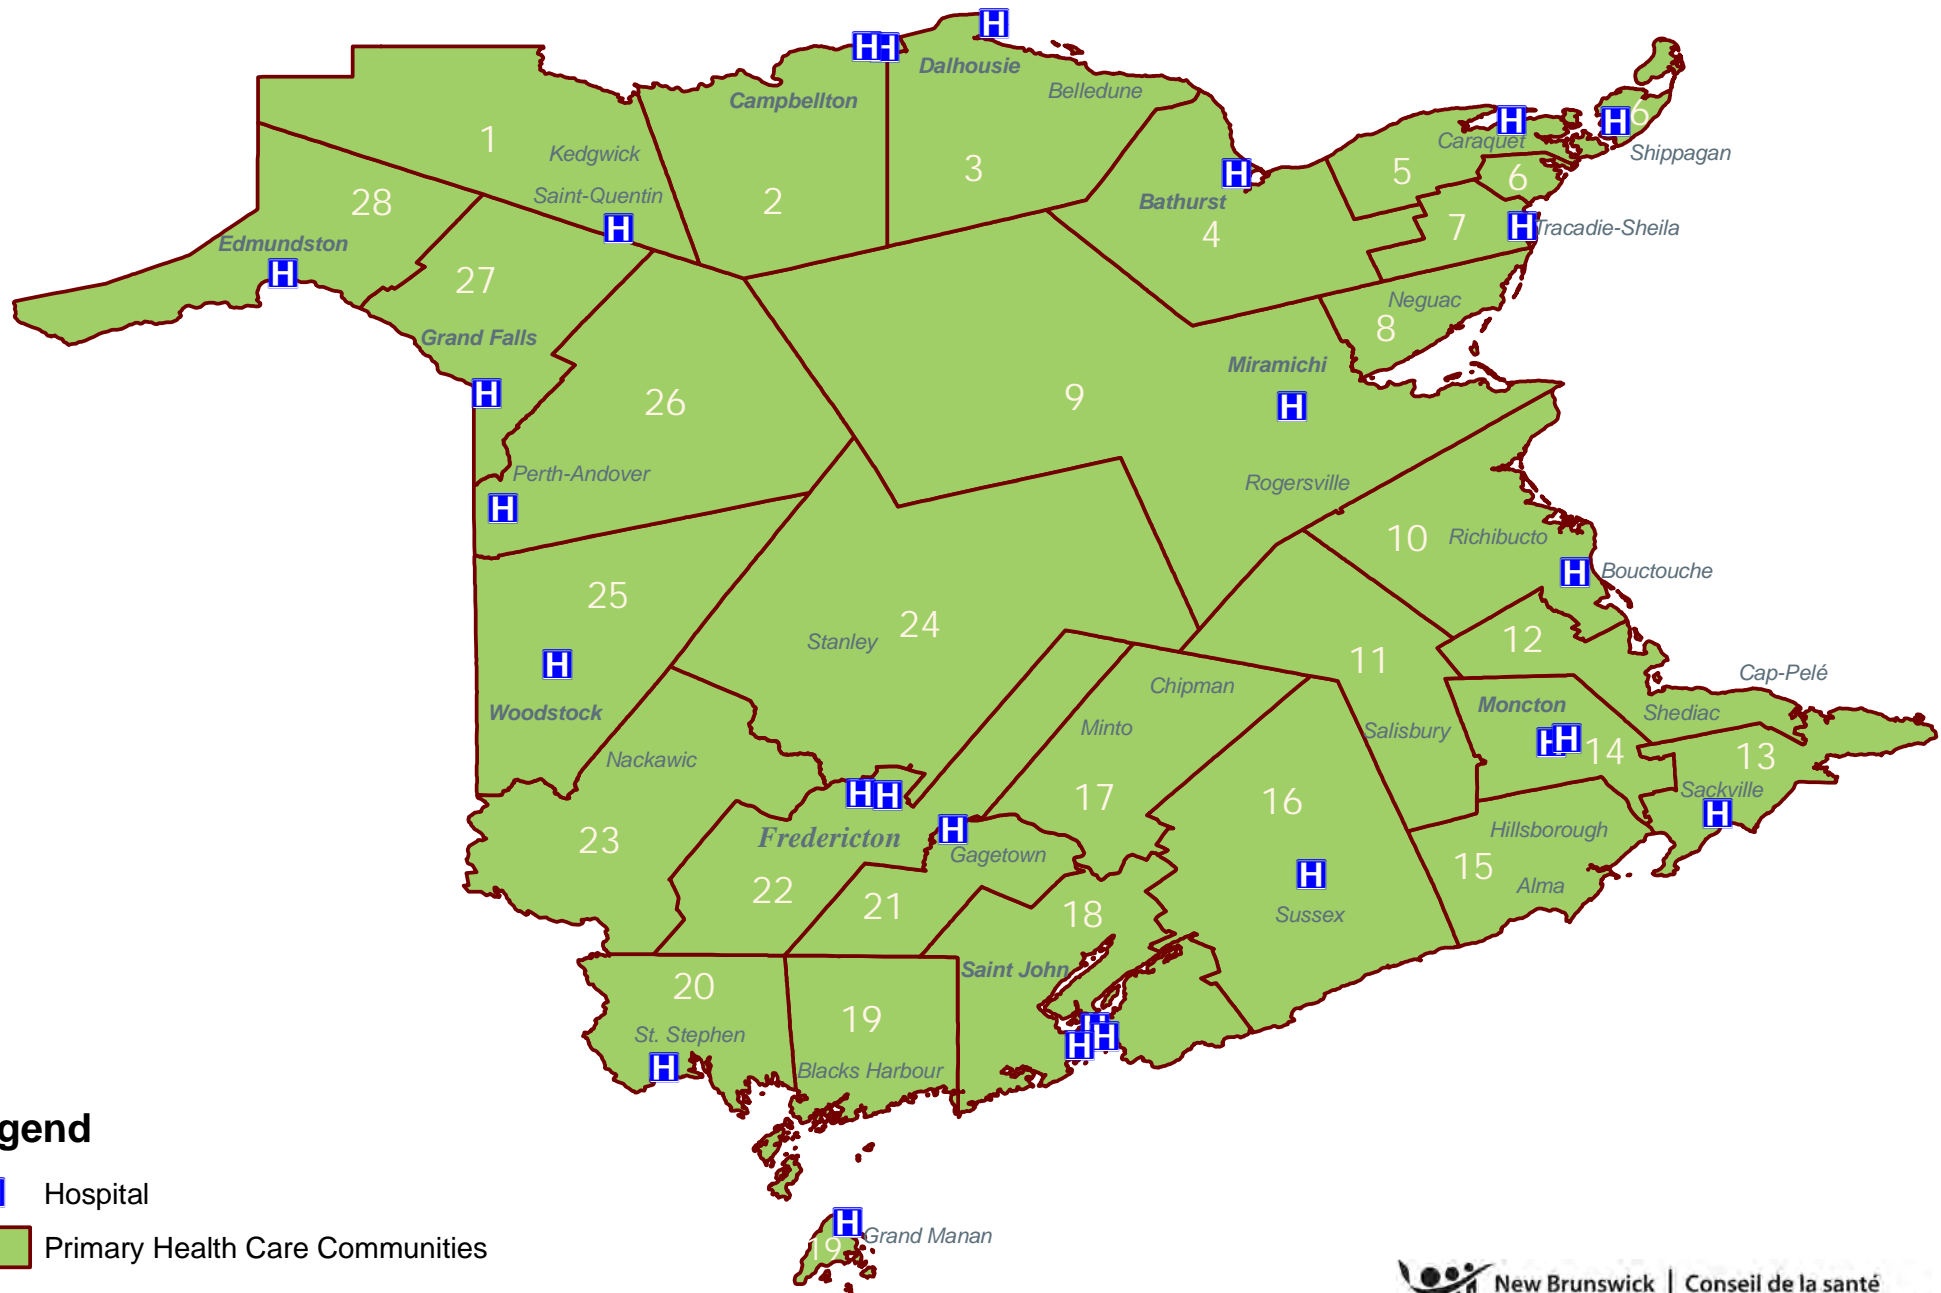 H
H H
Dalhousie
Campbellton
Belledune
6
H
H
Caraquet
Shippagan
1
Kedgwick
Saint-Quentin
H
2
3
H
Bathurst
4
5
6
7
H
Tracadie-Sheila
28
Edmundston
H
27
Grand Falls
H
Neguac
8
Miramichi
H
9
26
Perth-Andover
H
Rogersville
10
Richibucto
H
Bouctouche
25
H
Woodstock
24
Stanley
12
11
Cap-Pelé
Chipman
Minto
Salisbury
Moncton
H H
14
Shediac
13
Sackville
H
Nackawic
23
H H
Fredericton
H
Gagetown
17
16
H
Sussex
Hillsborough
15
Alma
22
21
18
Saint John
H
H
H
20
St. Stephen
H
19
Blacks Harbour
H
Grand Manan
19
gend
Hospital
Primary Health Care Communities
New Brunswick | Conseil de la santé